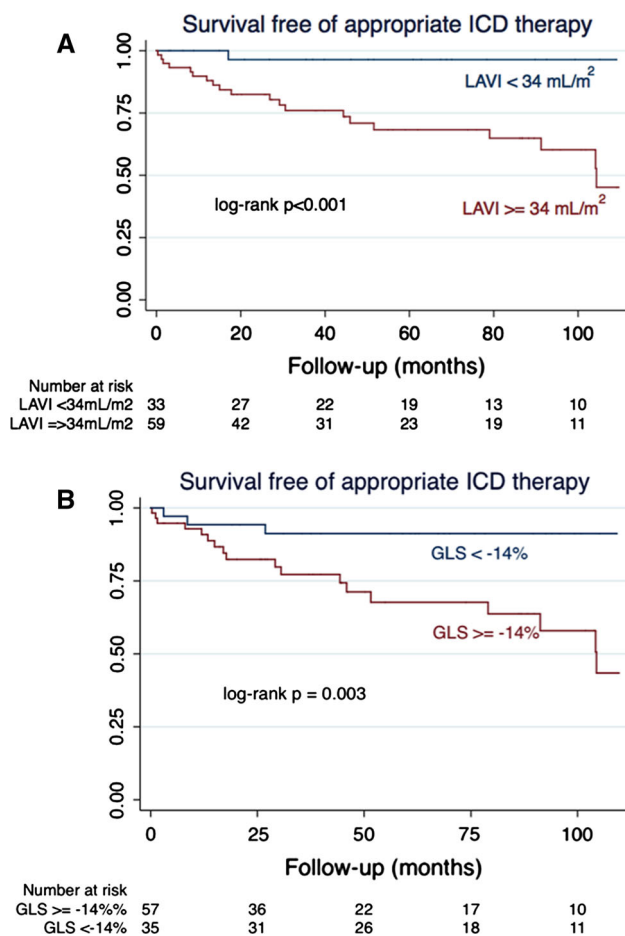 A
Survival free of appropriate ICD therapy
1.00
0.75
0.50
0.25
0.00
LAVI < 34 mL/m²
LAVI >= 34 mL/m²
log-rank p<0.001
0 20 40 60 80 100
Follow-up (months)
Number at risk
LAVI <34mL/m2 33 27 22 19 13 10
LAVI =>34mL/m2 59 42 31 23 19 11
B
Survival free of appropriate ICD therapy
1.00
0.75
0.50
0.25
0.00
GLS < -14%
GLS >= -14%
log-rank p = 0.003
0 25 50 75 100
Follow-up (months)
Number at risk
GLS >= -14%% 57 36 22 17 10
GLS <-14% 35 31 26 18 11